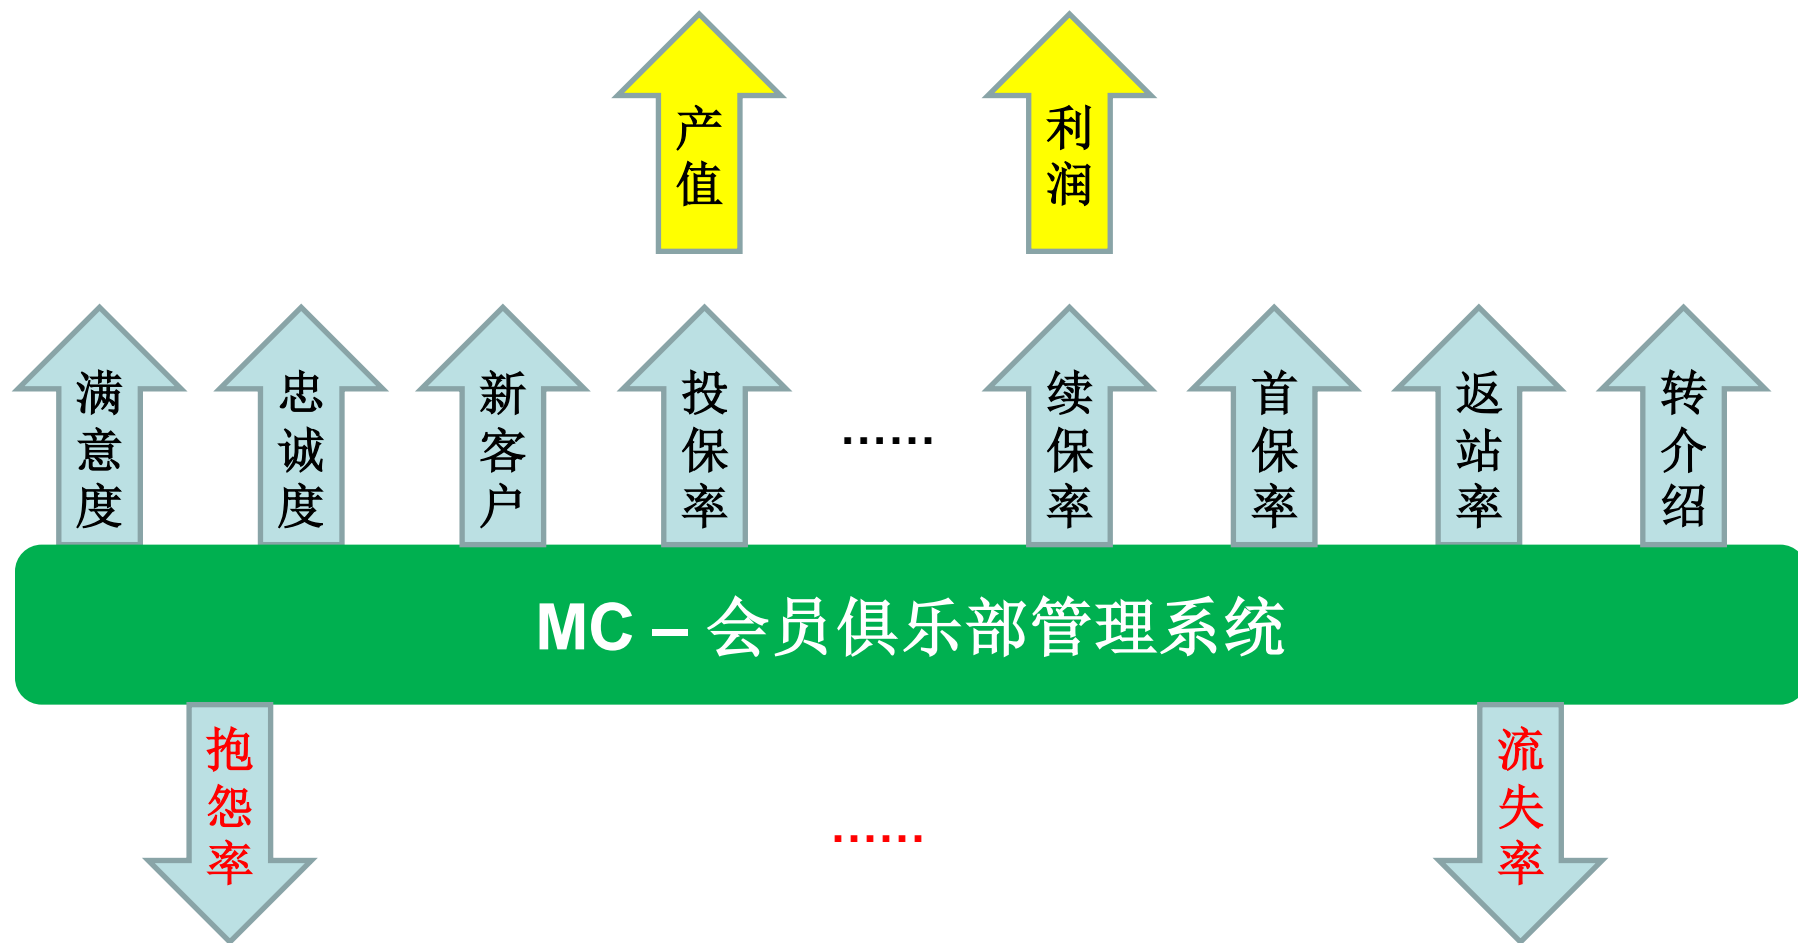 产值
利润
满意度
忠诚度
新客户
投保率
......
续保率
首保率
返站率
转介绍
MC – 会员俱乐部管理系统
抱怨率
......
流失率